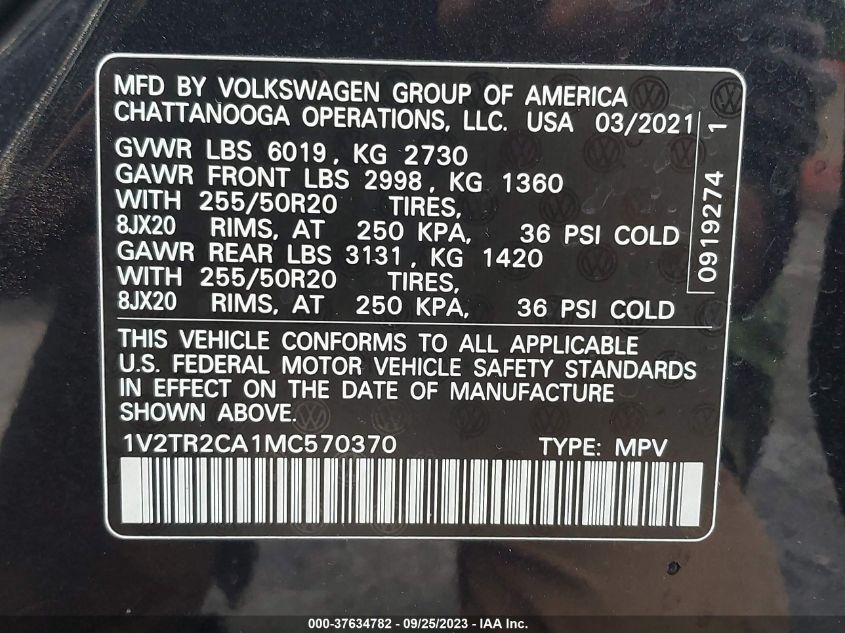 MFD BY VOLKSWAGEN GROUP OF AMERICA
CHATTANOOGA OPERATIONS, LLC. USA 03/2021
GVWR LBS 6019, KG 2730
GAWR FRONT LBS 2998, KG 1360
WITH 255/50R20 TIRES,
8JX20 RIMS, AT 250 KPA, 36 PSI COLD
GAWR REAR LBS 3131, KG 1420
WITH 255/50R20 TIRES,
8JX20 RIMS, AT 250 KPA, 36 PSI COLD
0919274 1
THIS VEHICLE CONFORMS TO ALL APPLICABLE
U.S. FEDERAL MOTOR VEHICLE SAFETY STANDARDS
IN EFFECT ON THE DATE OF MANUFACTURE
SHOWN ABOVE.
1V2TR2CA1MC570370 TYPE: MPV
000-37634782 - 09/25/2023 - IAA Inc.